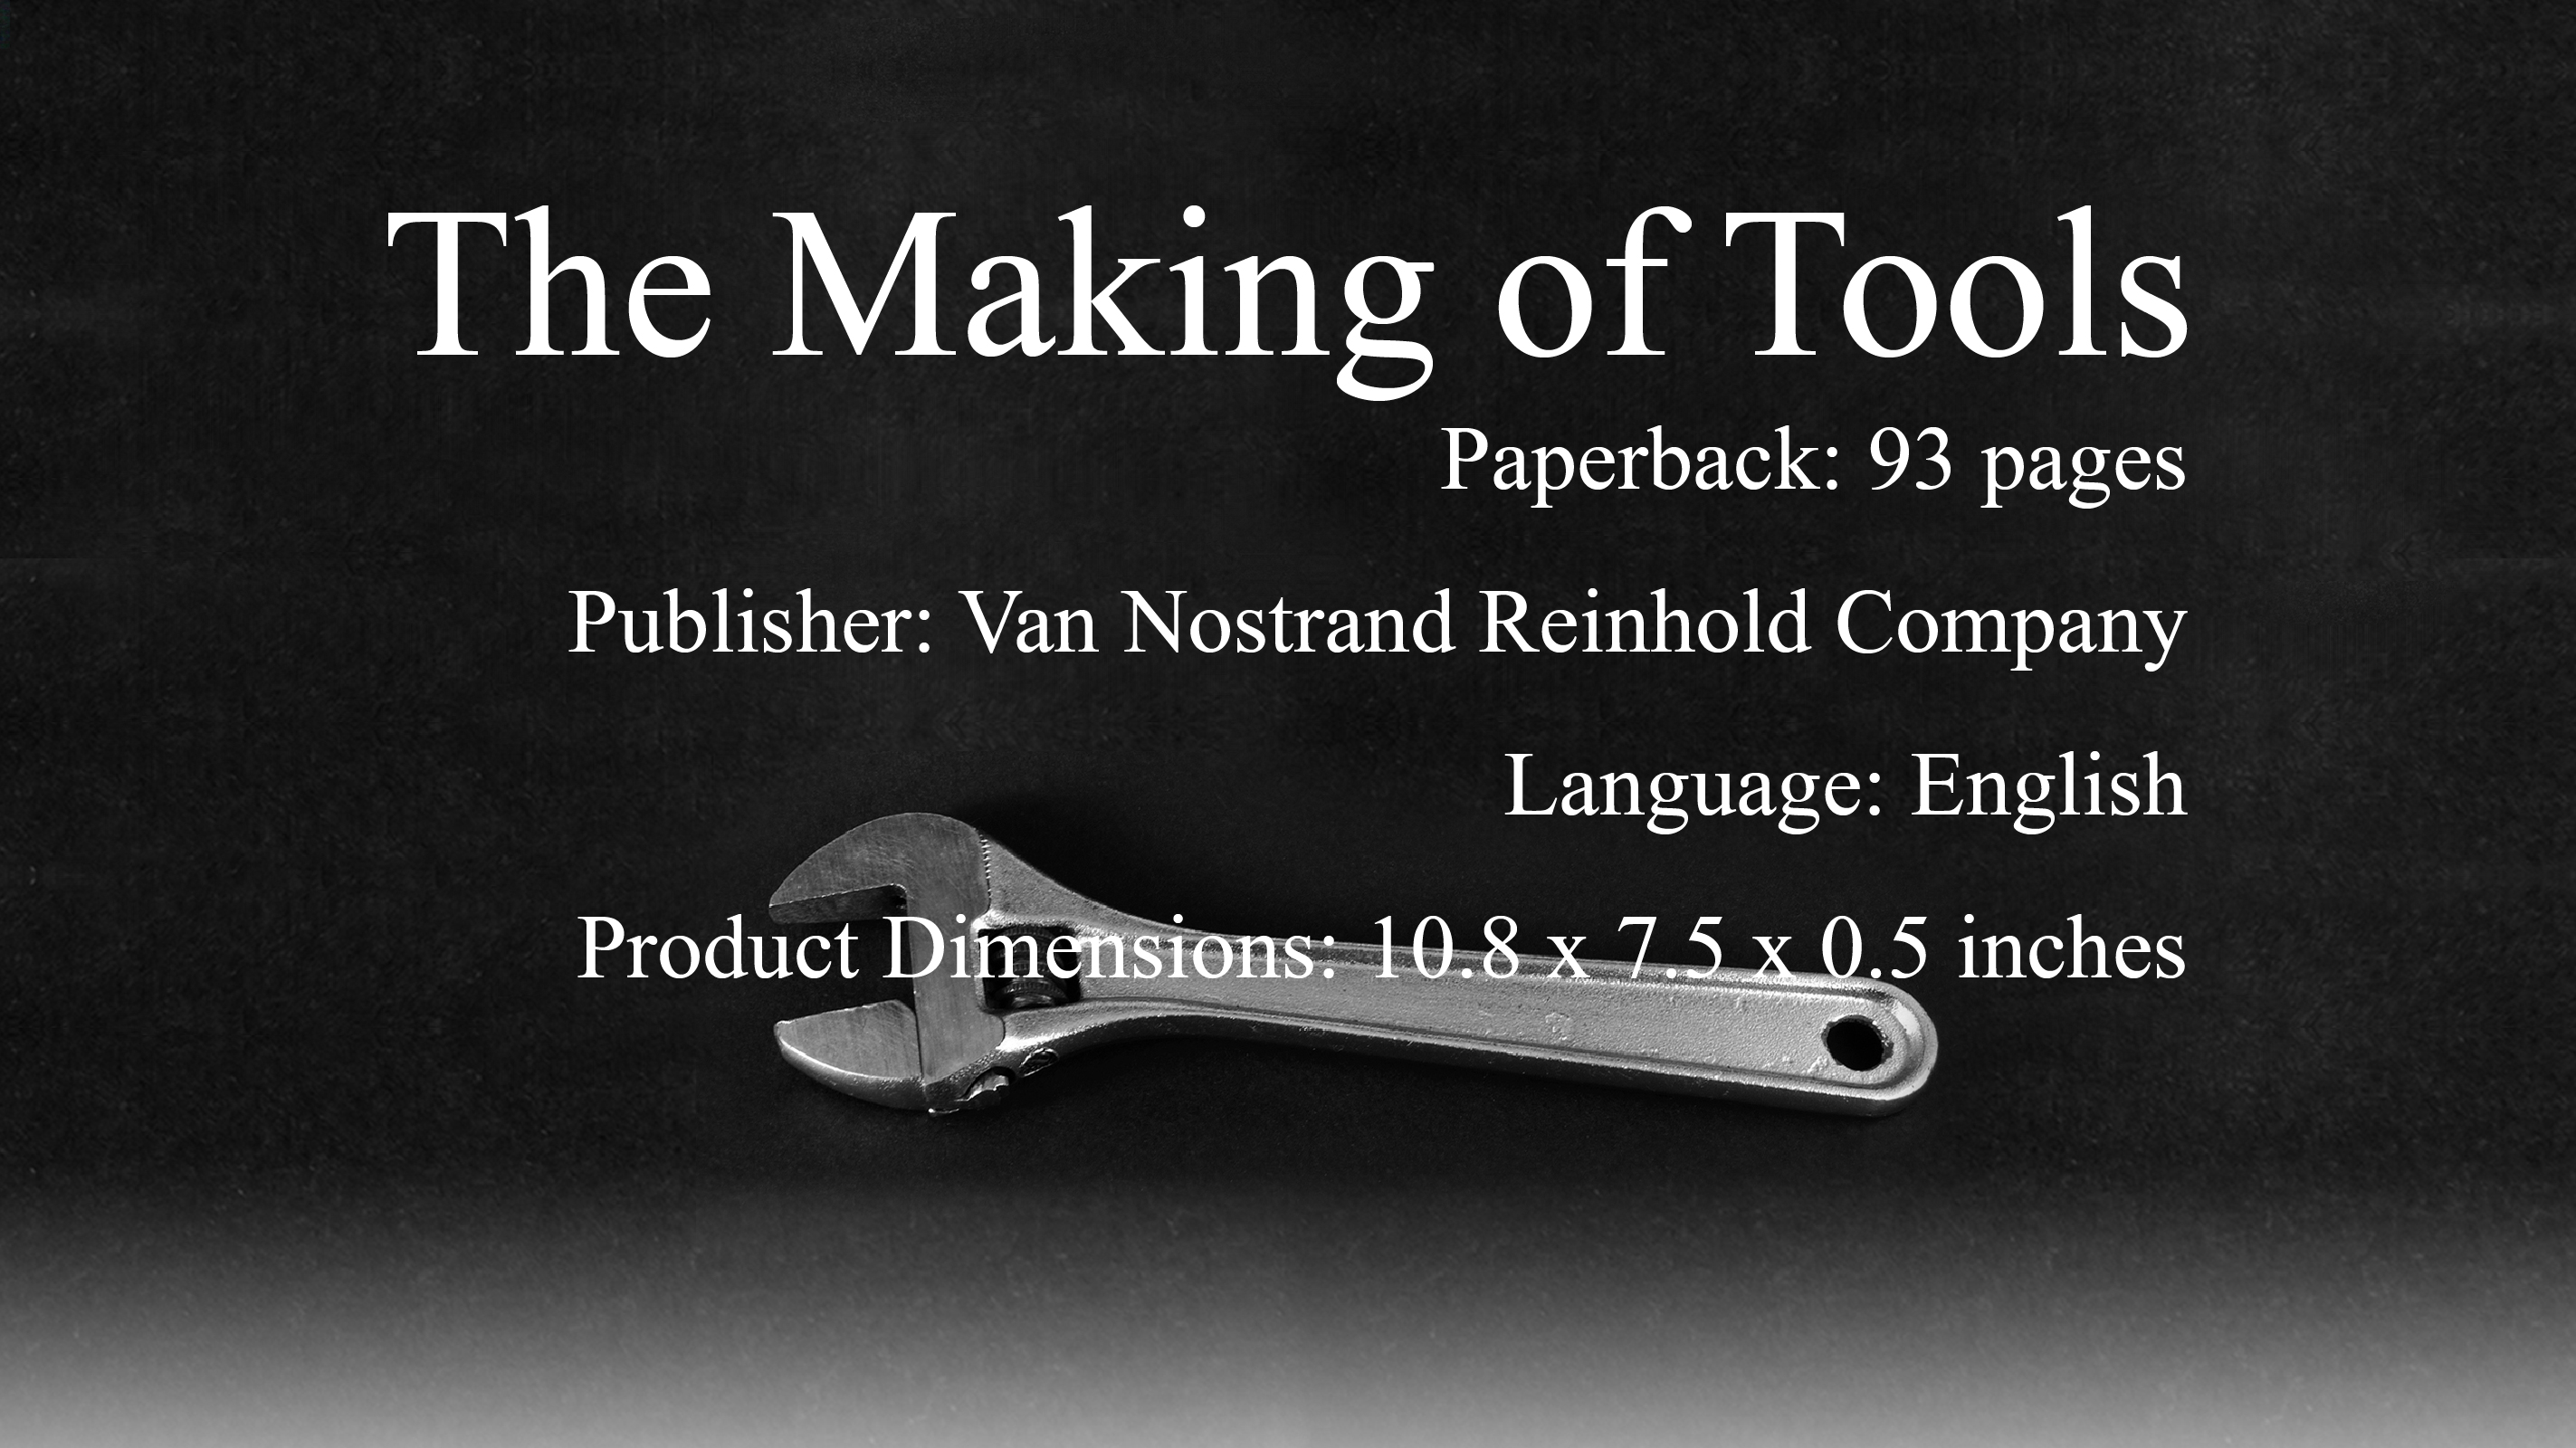 The Making of Tools
Paperback: 93 pages
Publisher: Van Nostrand Reinhold Company
Language: English
Product Dimensions: 10.8 x 7.5 x 0.5 inches